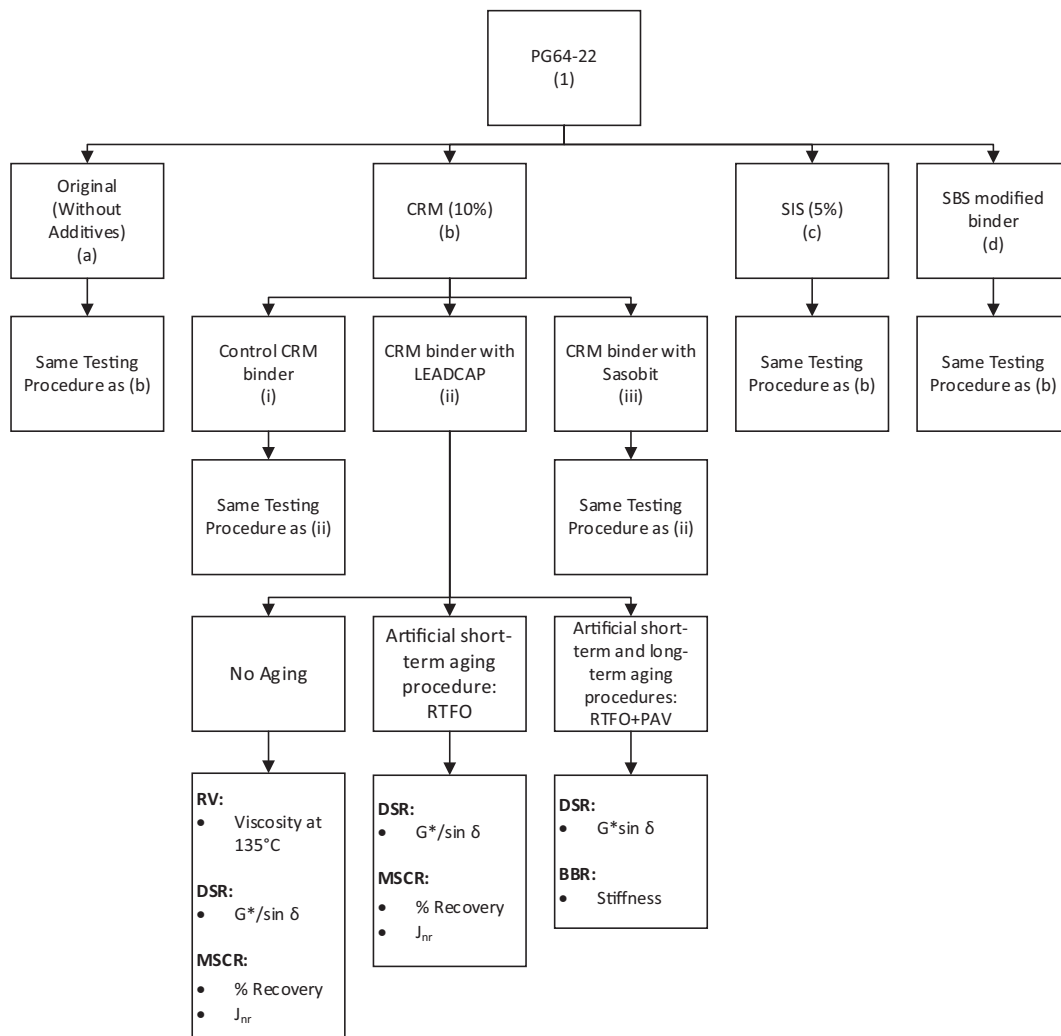 PG64-22
(1)
Original
(Without
Additives)
(a)
CRM (10%)
(b)
SIS (5%)
(c)
SBS modified
binder
(d)
Same Testing
Procedure as (b)
Control CRM
binder
(i)
CRM binder with
LEADCAP
(ii)
CRM binder with
Sasobit
(iii)
Same Testing
Procedure as (b)
Same Testing
Procedure as (b)
Same Testing
Procedure as (ii)
Same Testing
Procedure as (ii)
No Aging
Artificial short-
term aging
procedure:
RTFO
Artificial short-
term and long-
term aging
procedures:
RTFO+PAV
RV:
• Viscosity at
135°C
DSR:
• G*/sin δ
MSCR:
• % Recovery
• Jnr
DSR:
• G*/sin δ
MSCR:
• % Recovery
• Jnr
DSR:
• G*sin δ
BBR:
• Stiffness